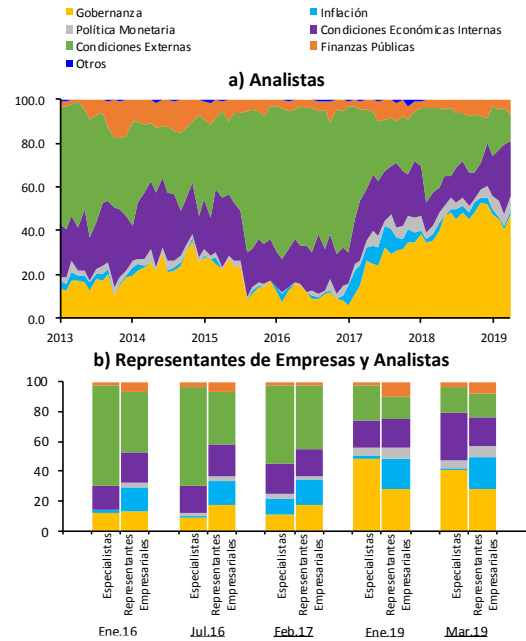 Gobernanza
Inflación
Política Monetaria
Condiciones Económicas Internas
Condiciones Externas
Finanzas Públicas
Otros
a) Analistas
100.0
80.0
60.0
40.0
20.0
0.0
2013 2014 2015 2016 2017 2018 2019
b) Representantes de Empresas y Analistas
100
80
60
40
20
0
Especialistas
Representantes
Empresariales
Especialistas
Representantes
Empresariales
Especialistas
Representantes
Empresariales
Especialistas
Representantes
Empresariales
Especialistas
Representantes
Empresariales
Ene.16 Jul.16 Feb.17 Ene.19 Mar.19